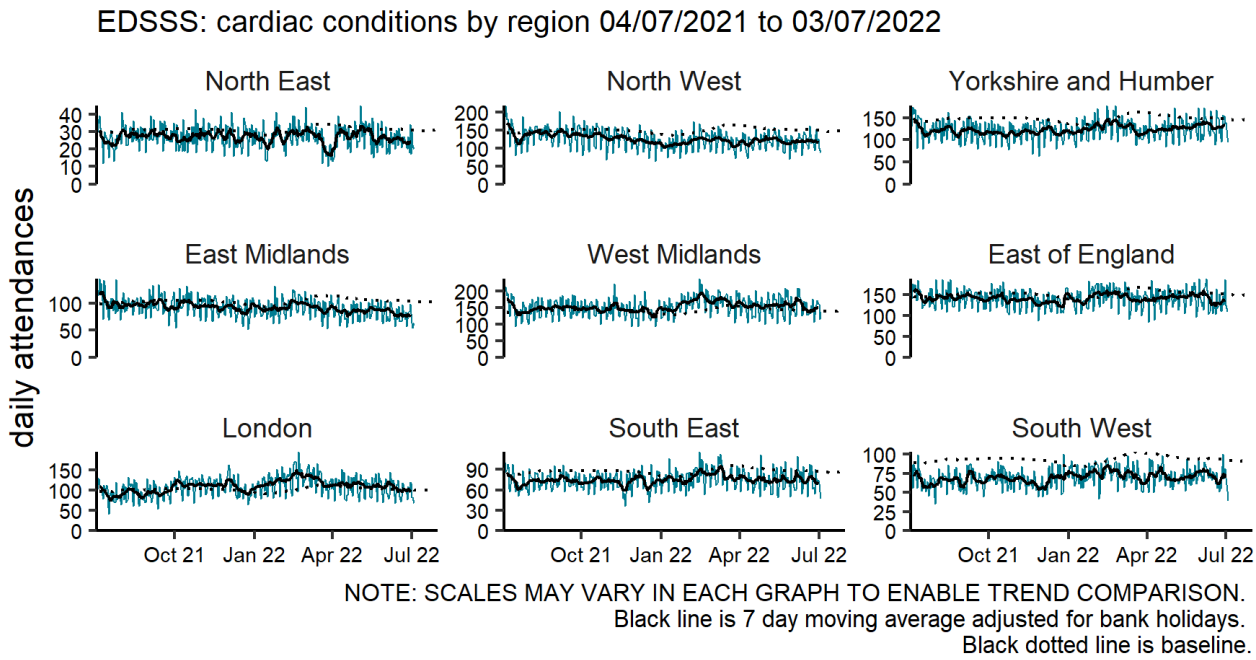 EDSSS: cardiac conditions by region 04/07/2021 to 03/07/2022
daily attendances
North East
40
30
20
10
0
North West
200
150
100
50
0
Yorkshire and Humber
150
100
50
0
East Midlands
100
50
0
West Midlands
200
150
100
50
0
East of England
150
100
50
0
London
150
100
50
0
Oct 21 Jan 22 Apr 22 Jul 22
South East
90
60
30
0
Oct 21 Jan 22 Apr 22 Jul 22
South West
100
75
50
25
0
Oct 21 Jan 22 Apr 22 Jul 22
NOTE: SCALES MAY VARY IN EACH GRAPH TO ENABLE TREND COMPARISON.
Black line is 7 day moving average adjusted for bank holidays.
Black dotted line is baseline.